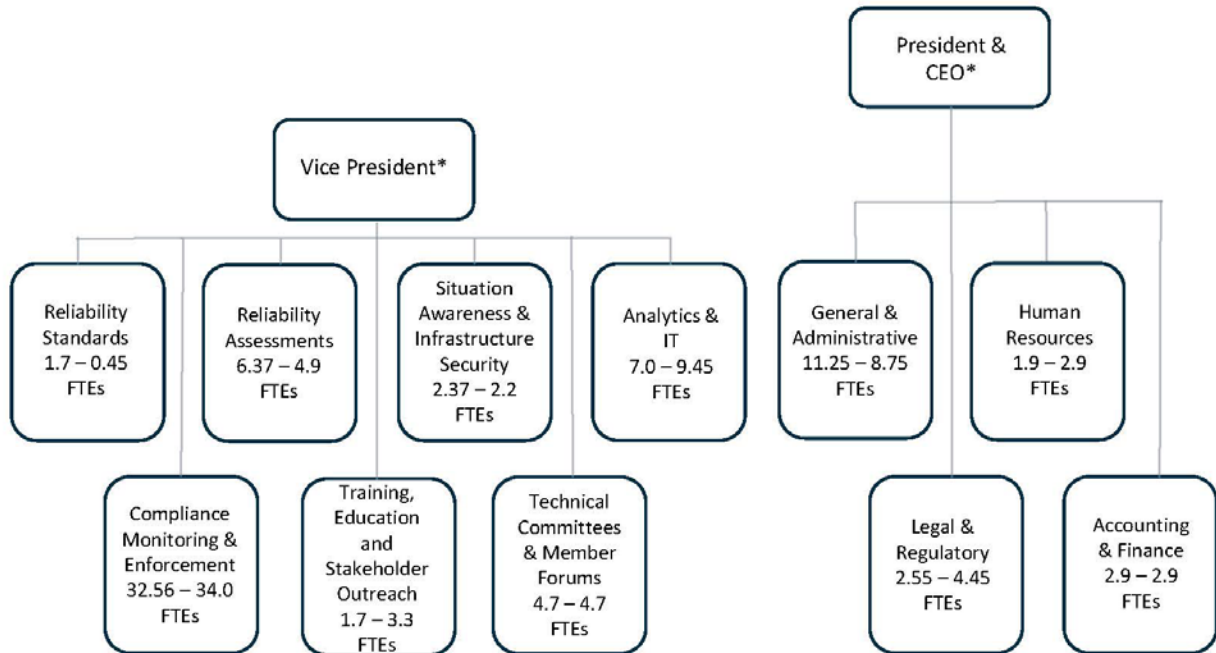 President &
CEO*
Vice President*
Reliability
Standards
1.7 – 0.45
FTEs
Reliability
Assessments
6.37 – 4.9
FTEs
Situation
Awareness &
Infrastructure
Security
2.37 – 2.2
FTEs
Analytics &
IT
7.0 – 9.45
FTEs
General &
Administrative
11.25 – 8.75
FTEs
Human
Resources
1.9 – 2.9
FTEs
Compliance
Monitoring &
Enforcement
32.56 – 34.0
FTEs
Training,
Education
and
Stakeholder
Outreach
1.7 – 3.3
FTEs
Technical
Committees
& Member
Forums
4.7 – 4.7
FTEs
Legal &
Regulatory
2.55 – 4.45
FTEs
Accounting
& Finance
2.9 – 2.9
FTEs